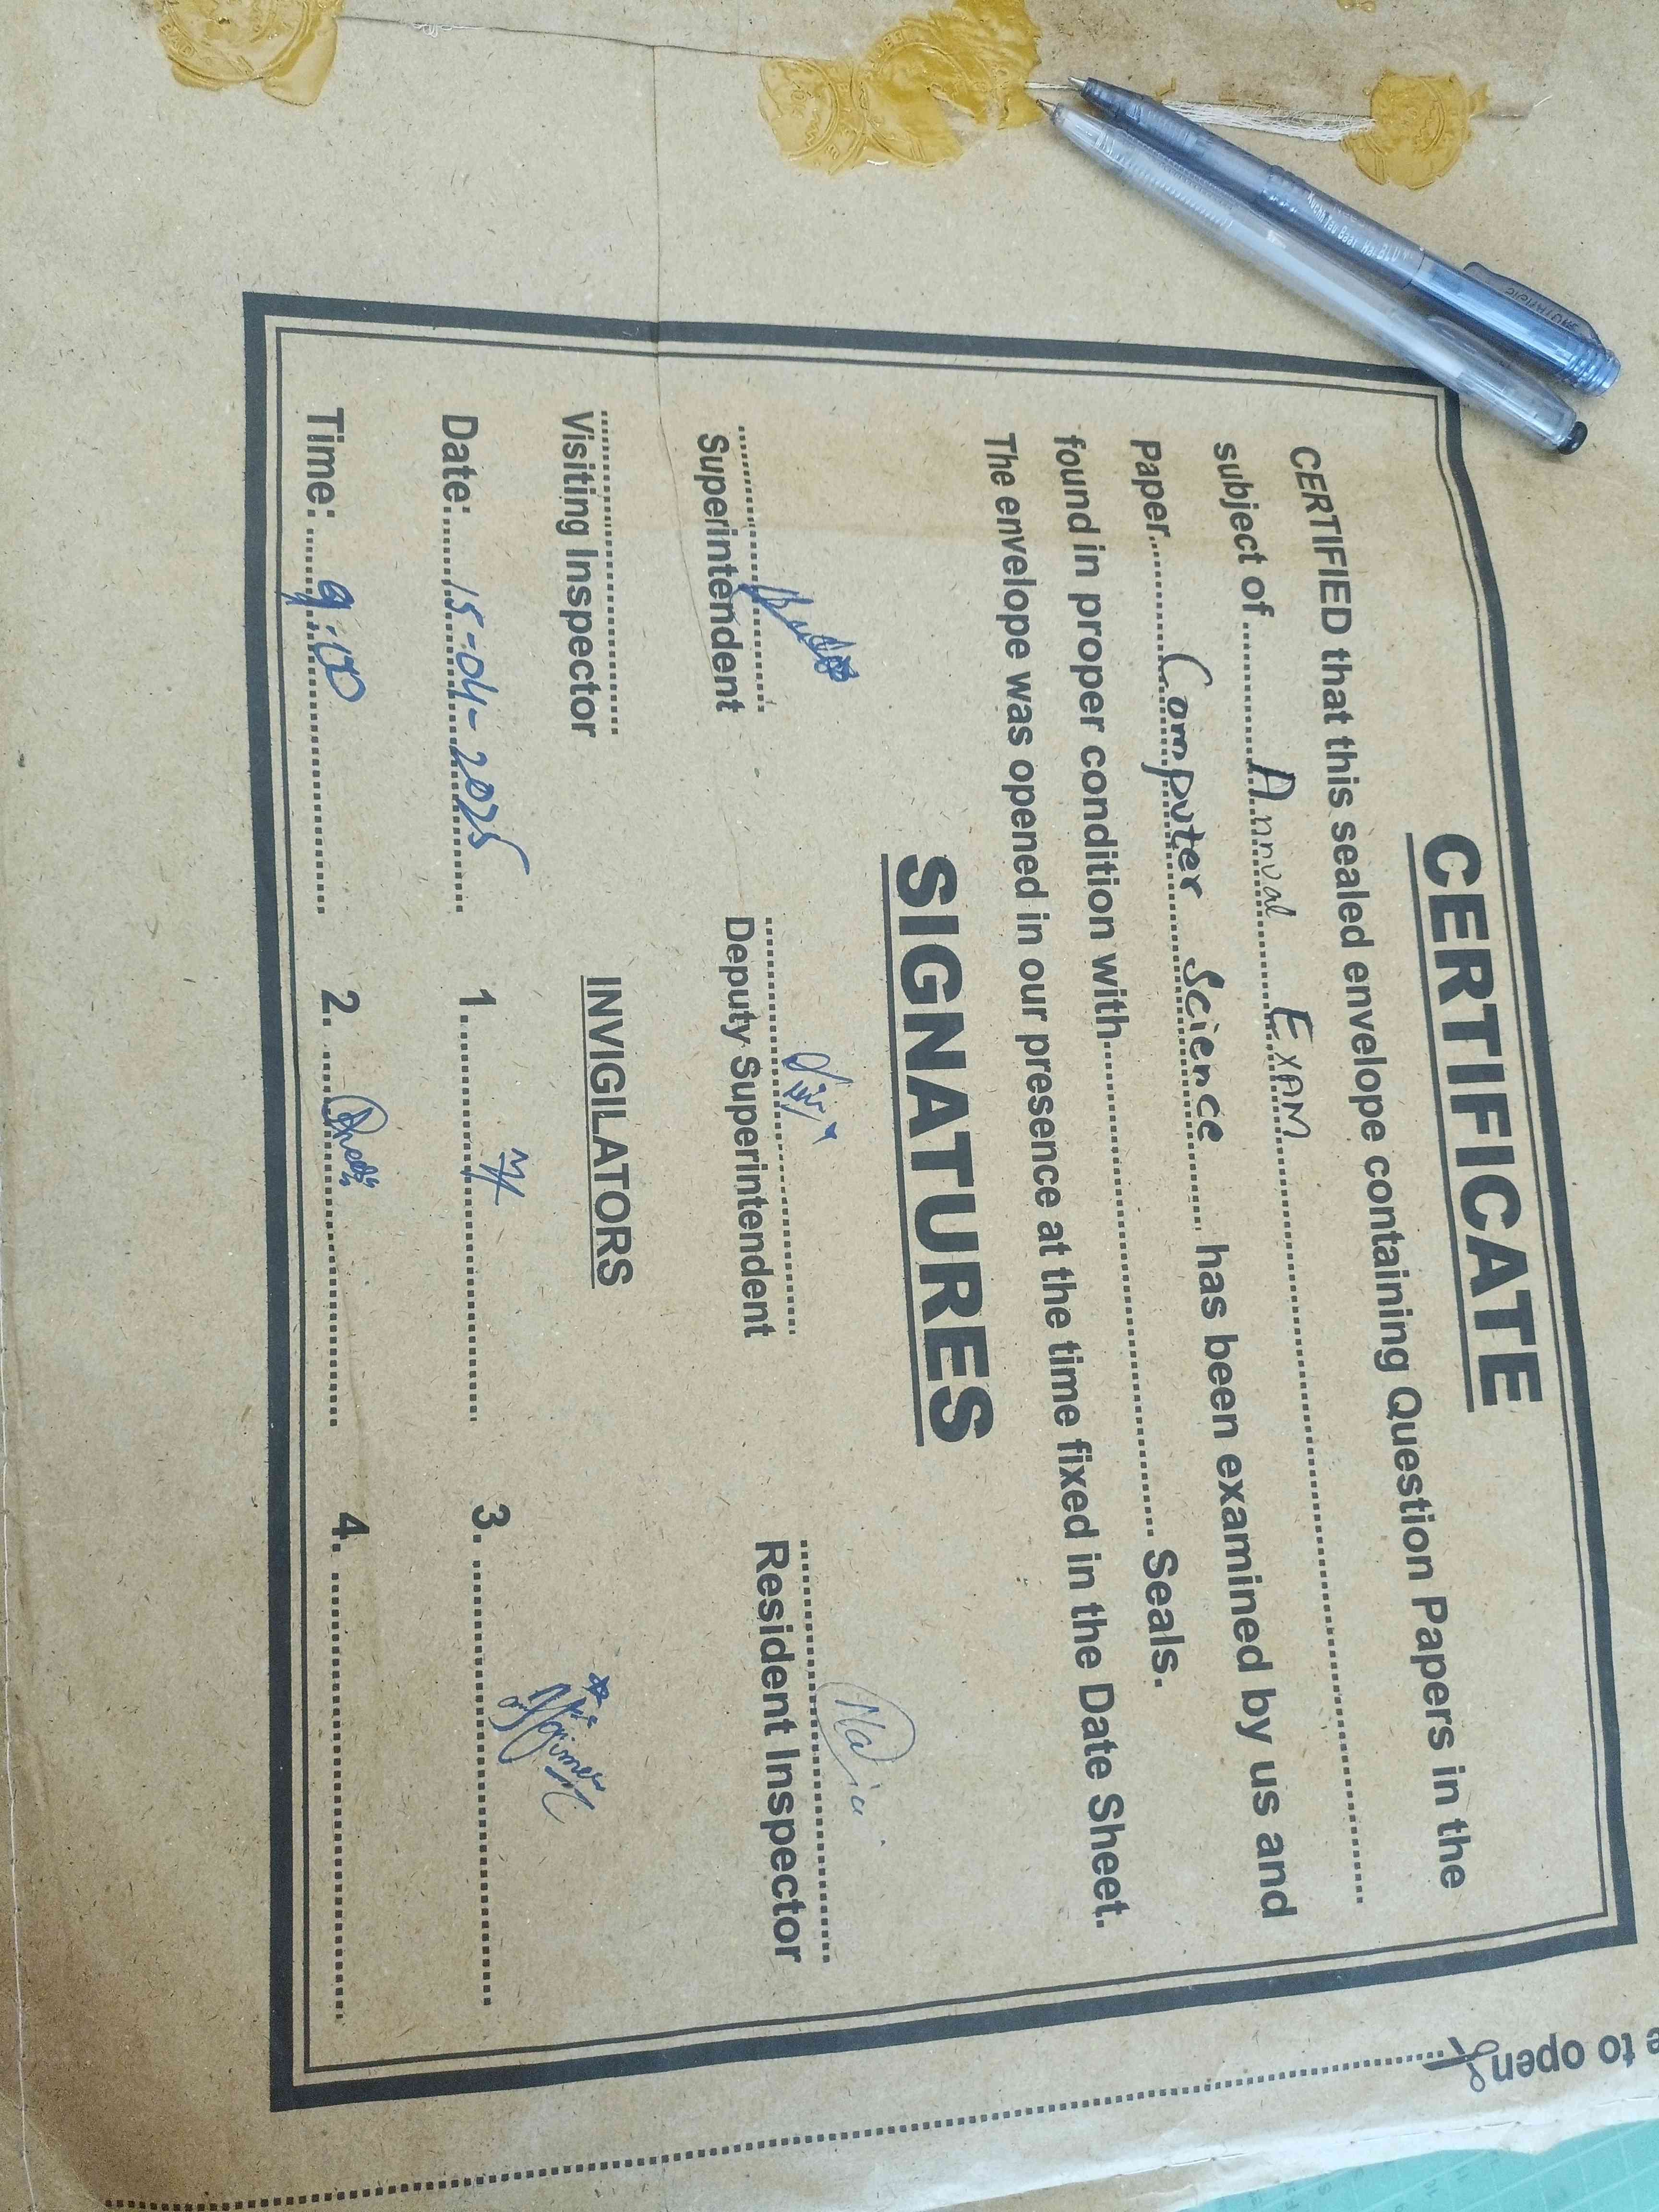 CERTIFICATE
CERTIFIED that this sealed envelope containing Question Papers in the
subject of.......... Annual EXAM ..........
paper.......... Computer Science .......... has been examined by us and
found in proper condition with.......... Seals.
The envelope was opened in our presence at the time fixed in the Date Sheet.
SIGNATURES
Superintendent Deputy Superintendent Resident Inspector
Visiting Inspector INVIGILATORS
Date: 15-04-2025 1. 3.
Time: 9:00 2. 4.
e to open